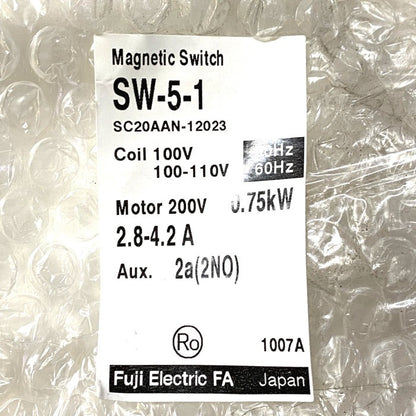 Magnetic Switch
SW-5-1
SC20AAN-12023
Coil 100V 50Hz
100-110V 60Hz
Motor 200V 0.75kW
2.8-4.2 A
Aux. 2a(2NO)
Ro 1007A
Fuji Electric FA Japan